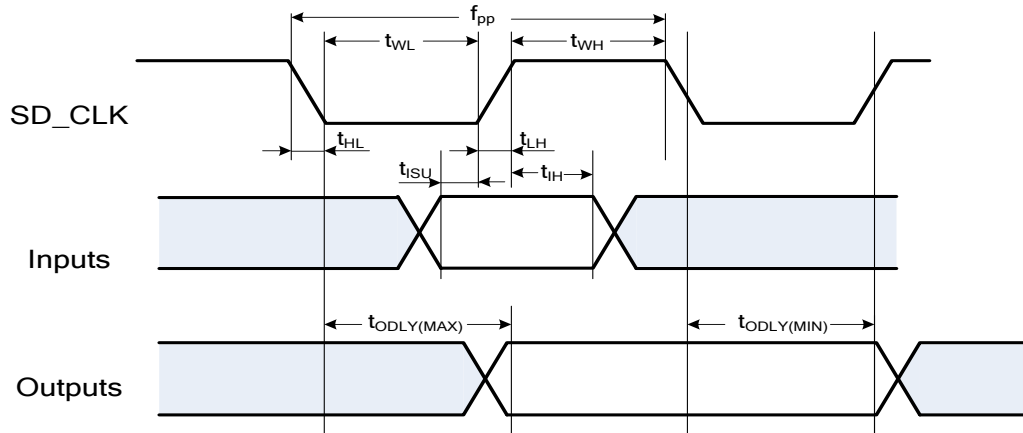 fpp
tWL
tWH
SD_CLK
tHL
tLH
tISU
tIH
Inputs
tODLY(MAX)
tODLY(MIN)
Outputs